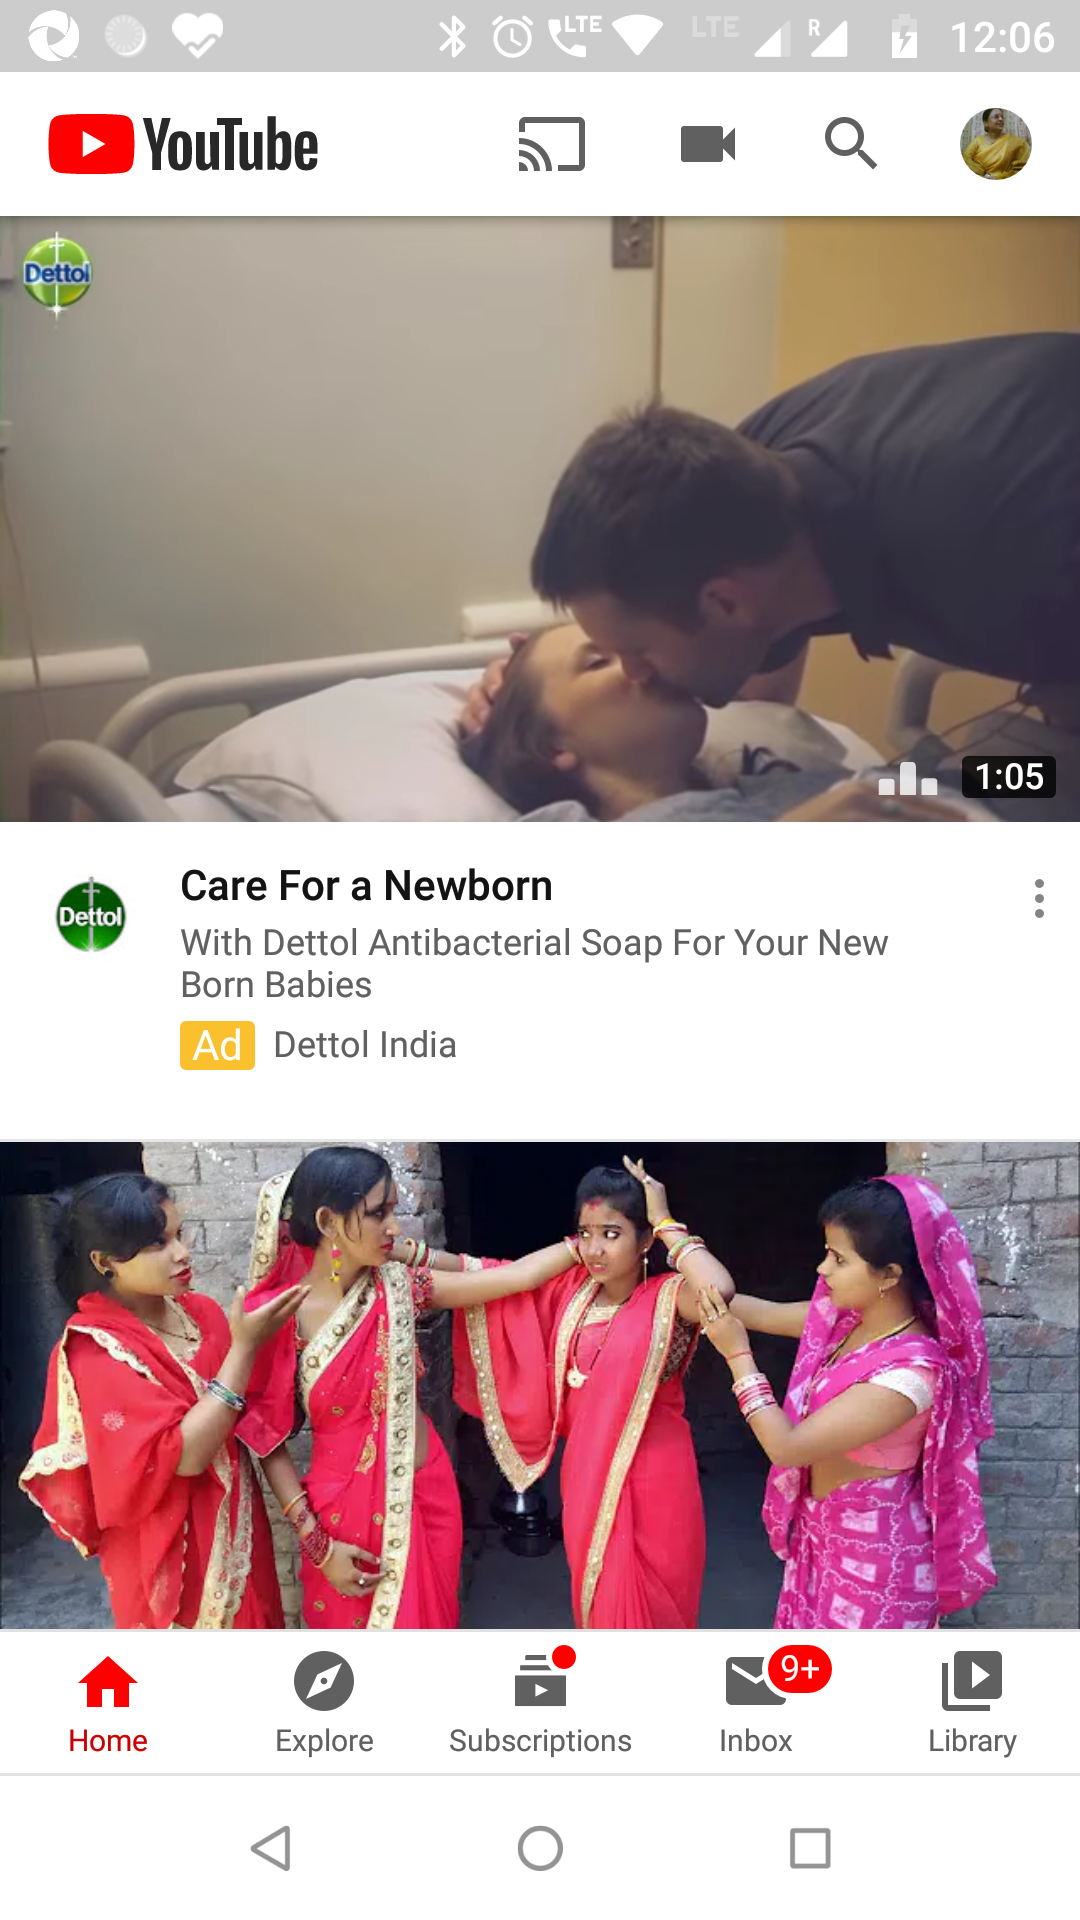 LTE LTE R 12:06
YouTube
Dettol
1:05
Care For a Newborn
Dettol
With Dettol Antibacterial Soap For Your New
Born Babies
Ad Dettol India
9+
Home Explore Subscriptions Inbox Library